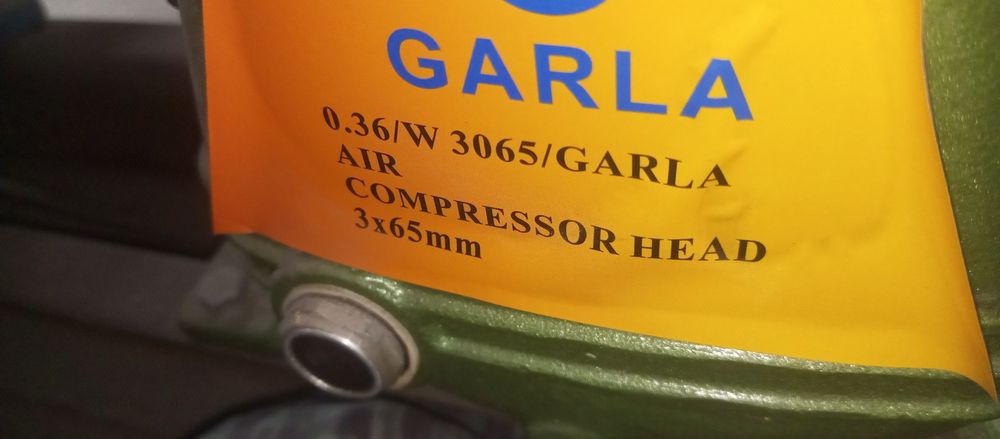 GARLA
0.36/W 3065/GARLA
AIR
COMPRESSOR HEAD
3x65mm